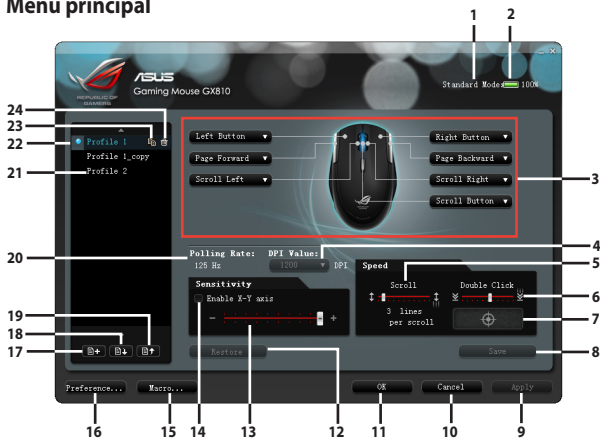 Menu principal
1
2
REPUBLIC OF
GAMERS
ASUS
Gaming Mouse GX810
Standard Mode
100%
24
23
22
21
Profile 1
Profile 1_copy
Profile 2
Left Button
Page Forward
Scroll Left
Right Button
Page Backward
Scroll Right
Scroll Button
3
4
5
6
7
8
20
Polling Rate:
125 Hz
DPI Value:
1200
DPI
Sensitivity
Enable X-Y axis
Speed
Scroll
Double Click
3 lines
per scroll
19
18
17
Restore
Save
Preference...
Macro...
OK
Cancel
Apply
16
15
14
13
12
11
10
9